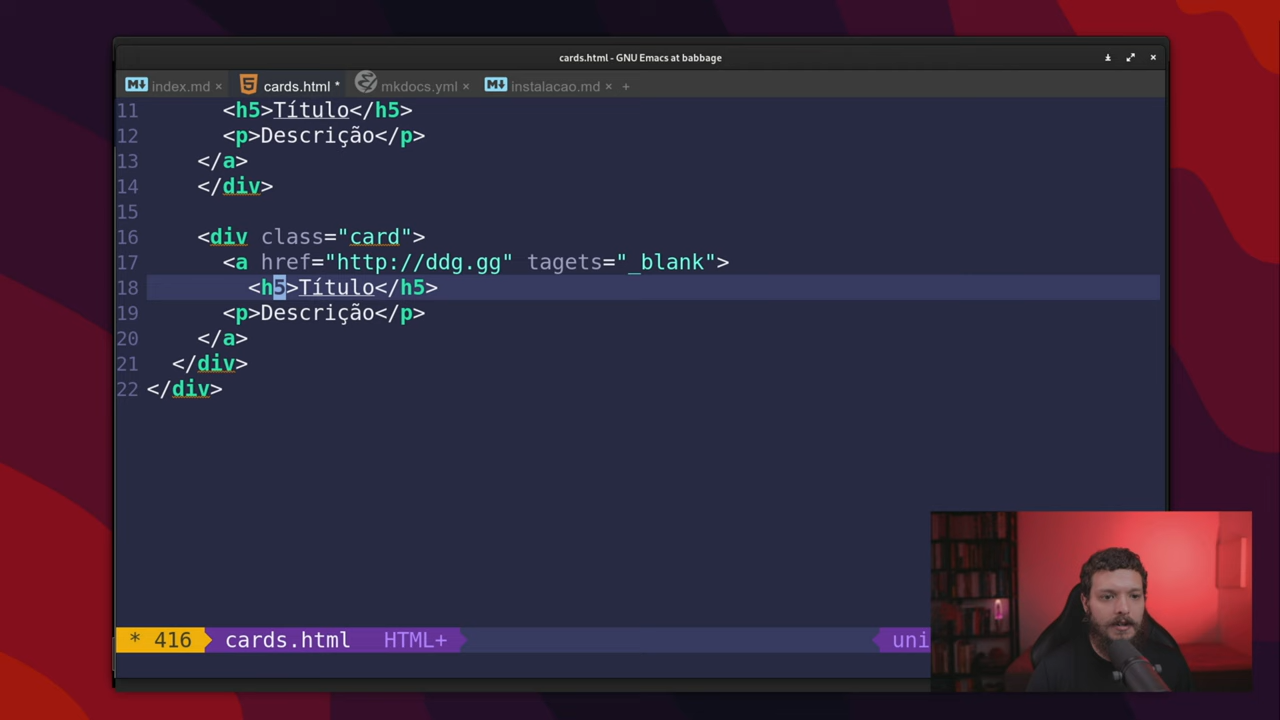 cards.html - GNU Emacs at babbage
index.md × cards.html * × mkdocs.yml × instalacao.md × +
11 <h5>Título</h5>
12 <p>Descrição</p>
13 </a>
14 </div>
15
16 <div class="card">
17 <a href="http://ddg.gg" tagets="_blank">
18 <h5>Título</h5>
19 <p>Descrição</p>
20 </a>
21 </div>
22 </div>
* 416 cards.html HTML+ uni